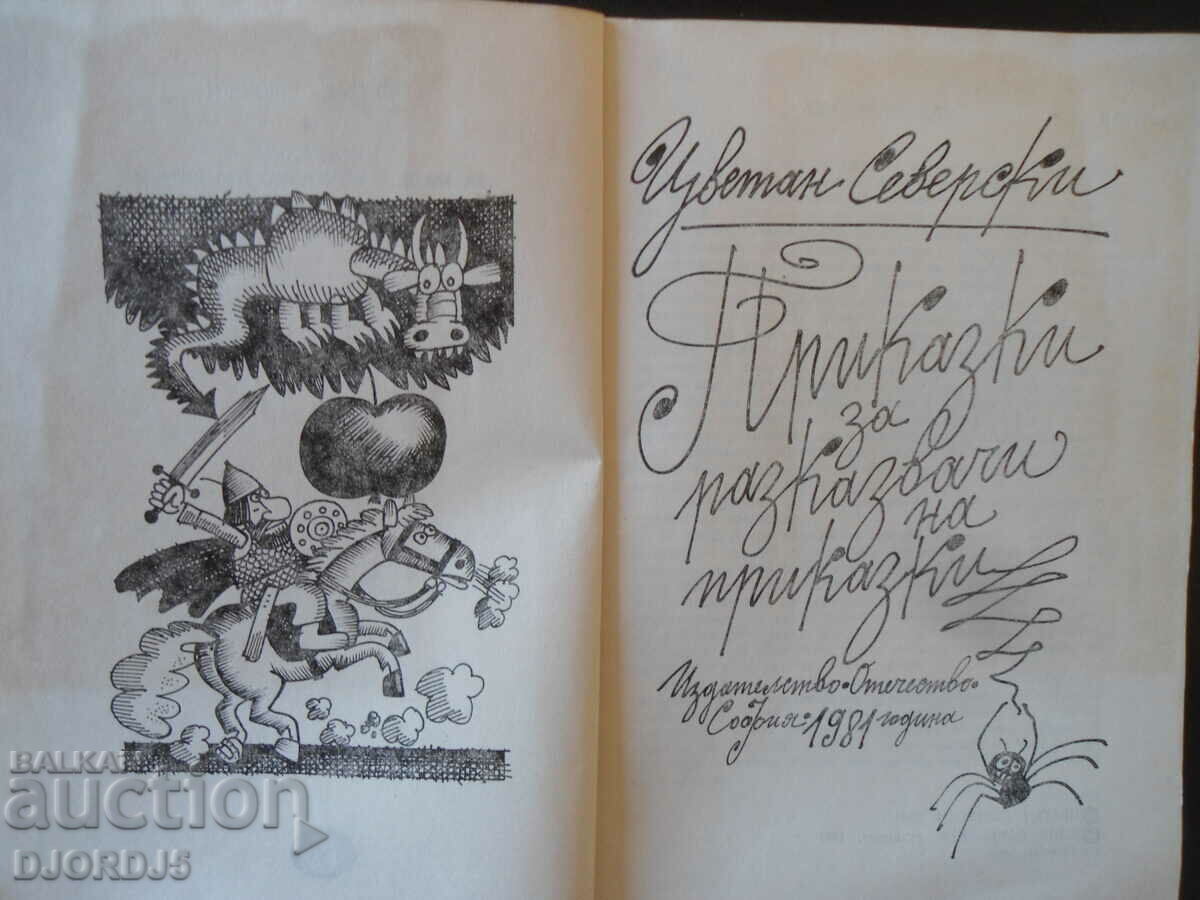 Цветан Северски
Приказки
за
разказвачи
на
приказки
Издателство•Отечество•
София•1981 година
BALKAN
auction
DJORDJ5